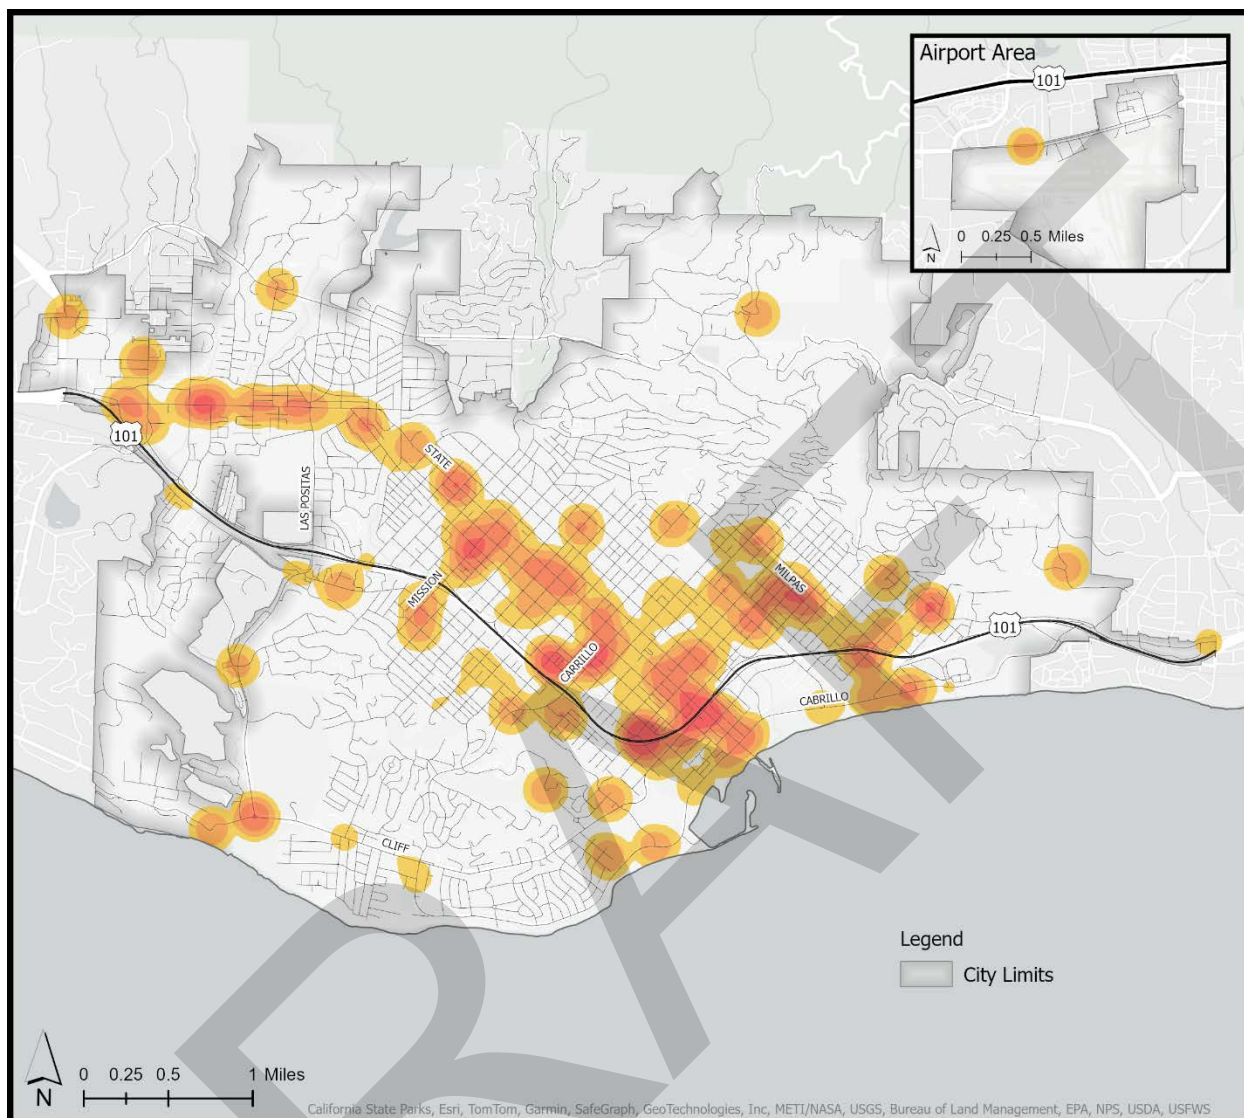 Airport Area
101
N
0 0.25 0.5 Miles
101
STATE
LAS POSITAS
MISSION
MILPAS
101
CARRILLO
CABRILLO
CLIFF
Legend
City Limits
N
0 0.25 0.5 1 Miles
California State Parks, Esri, TomTom, Garmin, SafeGraph, GeoTechnologies, Inc, METI/NASA, USGS, Bureau of Land Management, EPA, NPS, USDA, USFWS
DRAFT